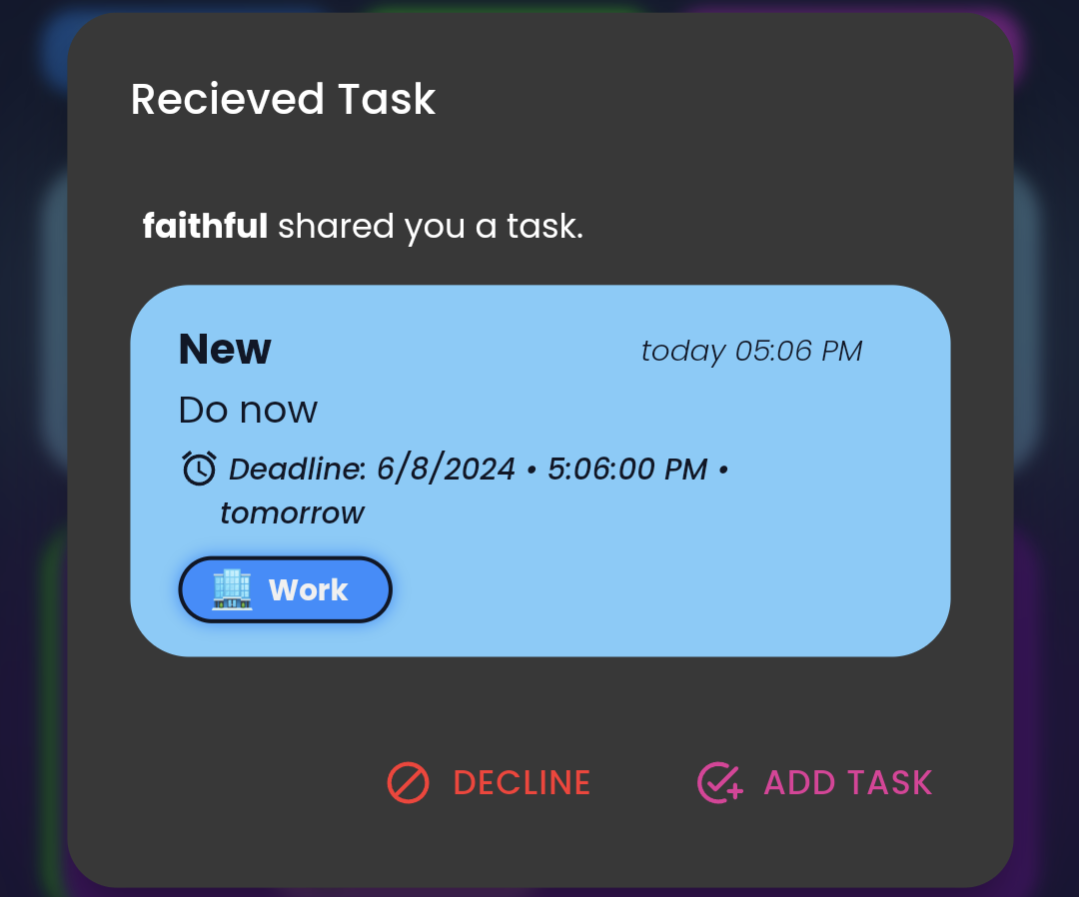 Recieved Task
faithful shared you a task.
New
today 05:06 PM
Do now
Deadline: 6/8/2024 • 5:06:00 PM •
tomorrow
Work
DECLINE
ADD TASK